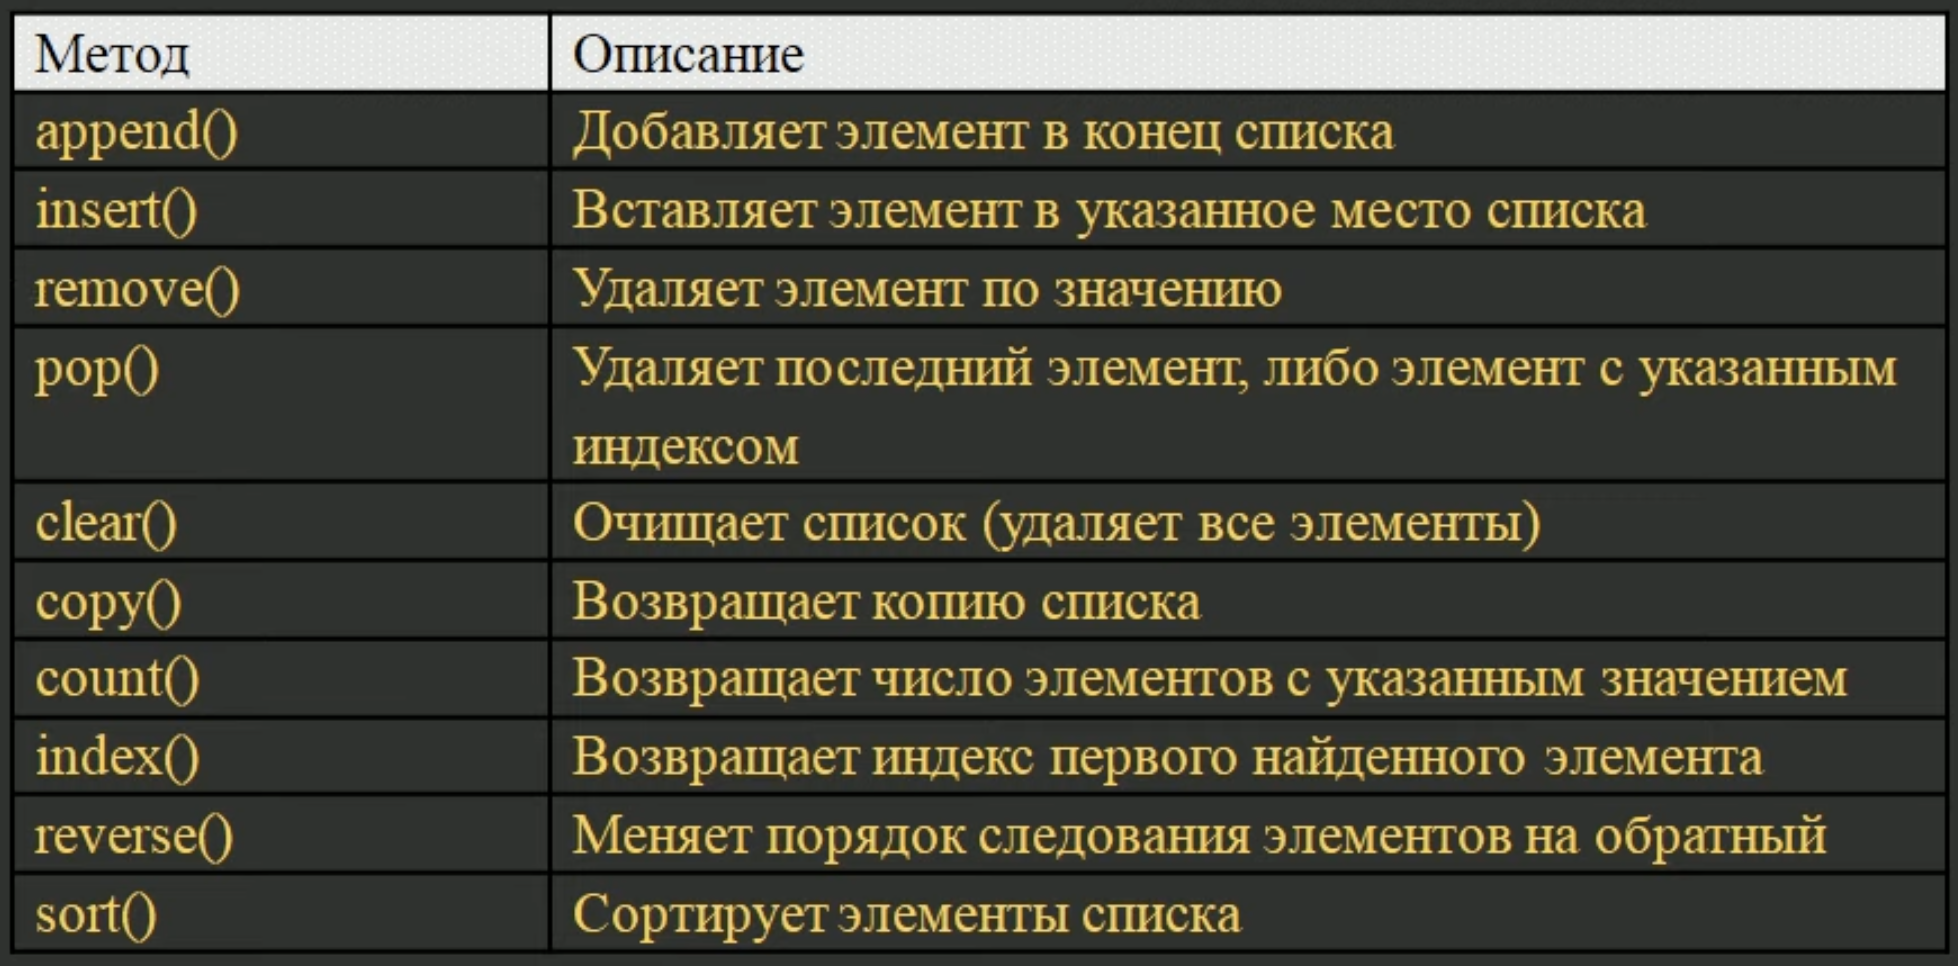 Метод Описание
append() Добавляет элемент в конец списка
insert() Вставляет элемент в указанное место списка
remove() Удаляет элемент по значению
pop() Удаляет последний элемент, либо элемент с указанным
индексом
clear() Очищает список (удаляет все элементы)
copy() Возвращает копию списка
count() Возвращает число элементов с указанным значением
index() Возвращает индекс первого найденного элемента
reverse() Меняет порядок следования элементов на обратный
sort() Сортирует элементы списка